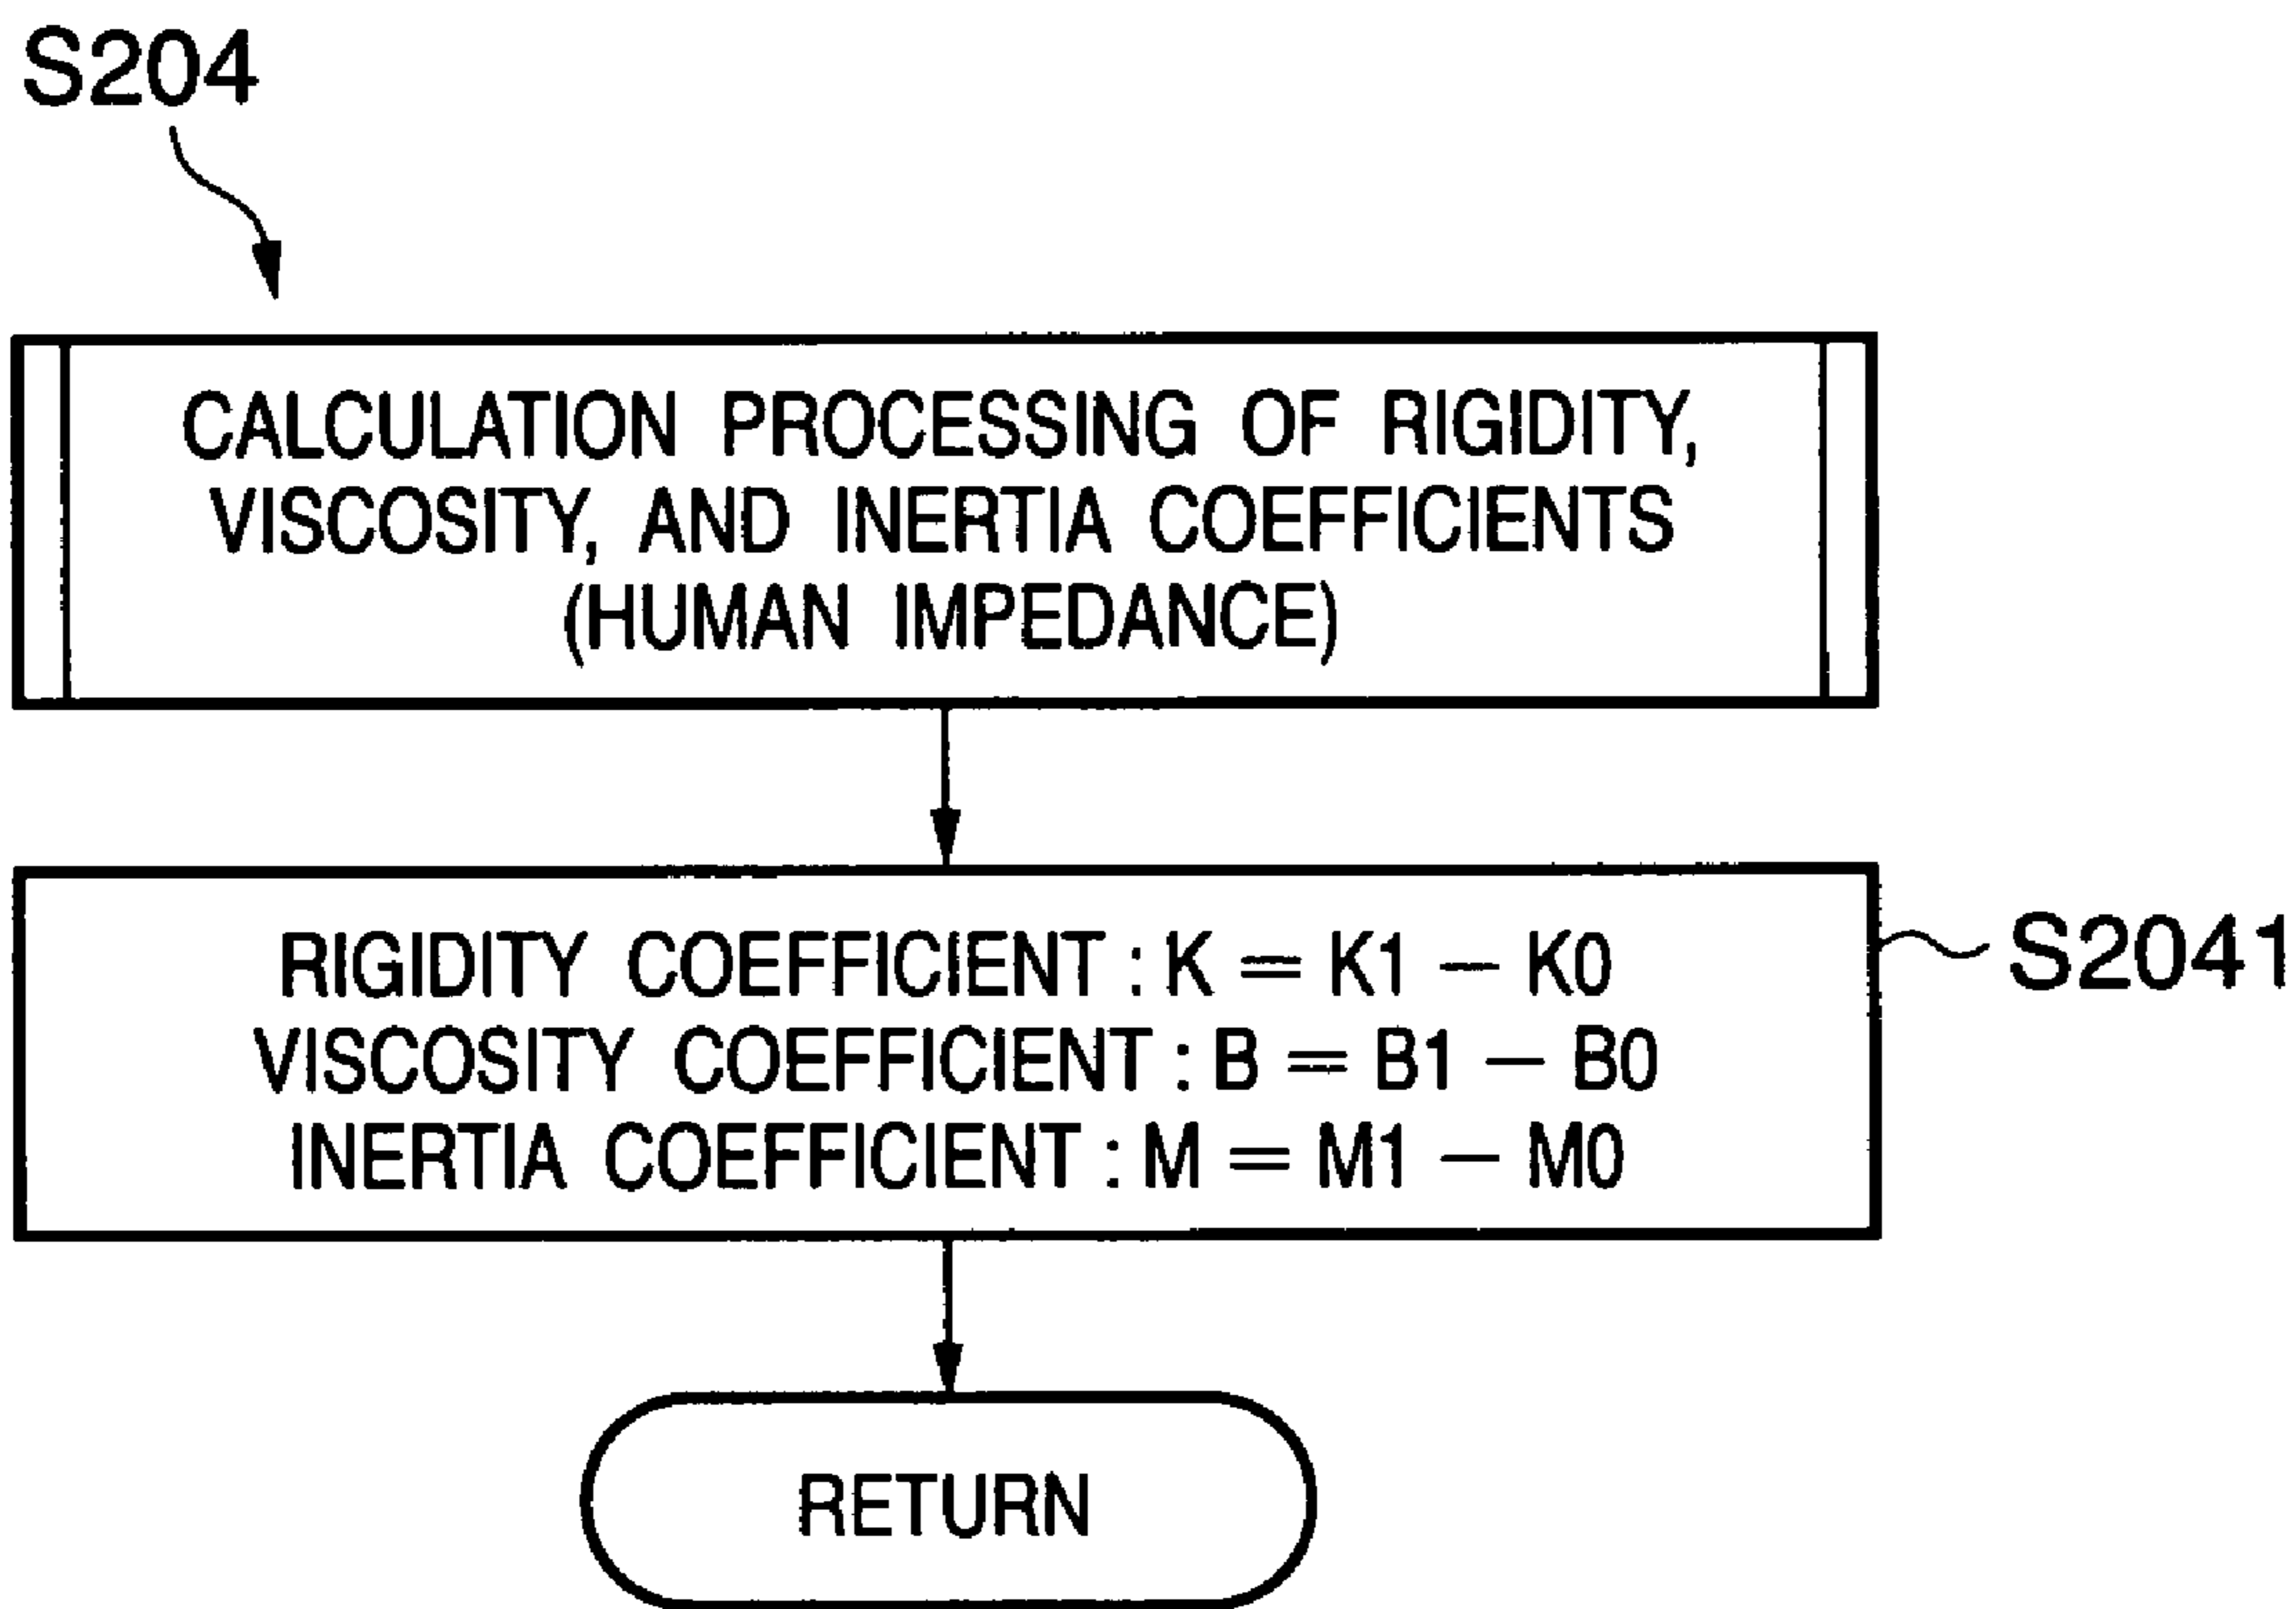 S204
CALCULATION PROCESSING OF RIGIDITY,
VISCOSITY, AND INERTIA COEFFICIENTS
(HUMAN IMPEDANCE)
RIGIDITY COEFFICIENT : K = K1 − K0
VISCOSITY COEFFICIENT : B = B1 − B0
INERTIA COEFFICIENT : M = M1 − M0
S2041
RETURN